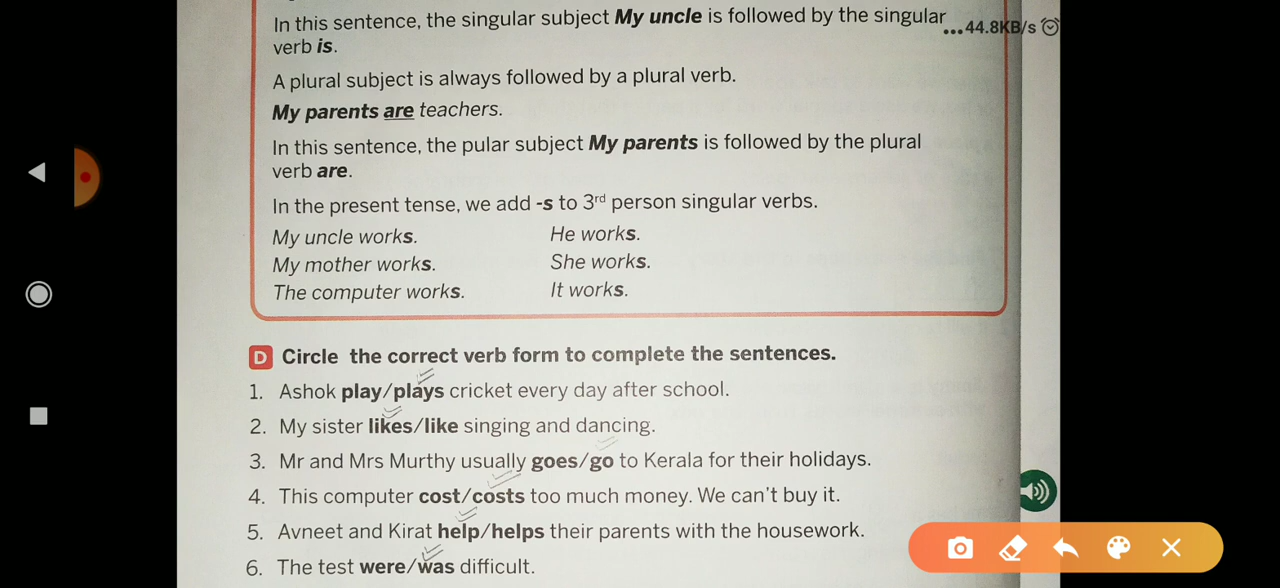 In this sentence, the singular subject My uncle is followed by the singular
...44.8KB/s
verb is.
A plural subject is always followed by a plural verb.
My parents are teachers.
In this sentence, the pular subject My parents is followed by the plural
verb are.
In the present tense, we add -s to 3rd person singular verbs.
My uncle works. He works.
My mother works. She works.
The computer works. It works.
D Circle the correct verb form to complete the sentences.
1. Ashok play/plays cricket every day after school.
2. My sister likes/like singing and dancing.
3. Mr and Mrs Murthy usually goes/go to Kerala for their holidays.
4. This computer cost/costs too much money. We can't buy it.
5. Avneet and Kirat help/helps their parents with the housework.
6. The test were/was difficult.